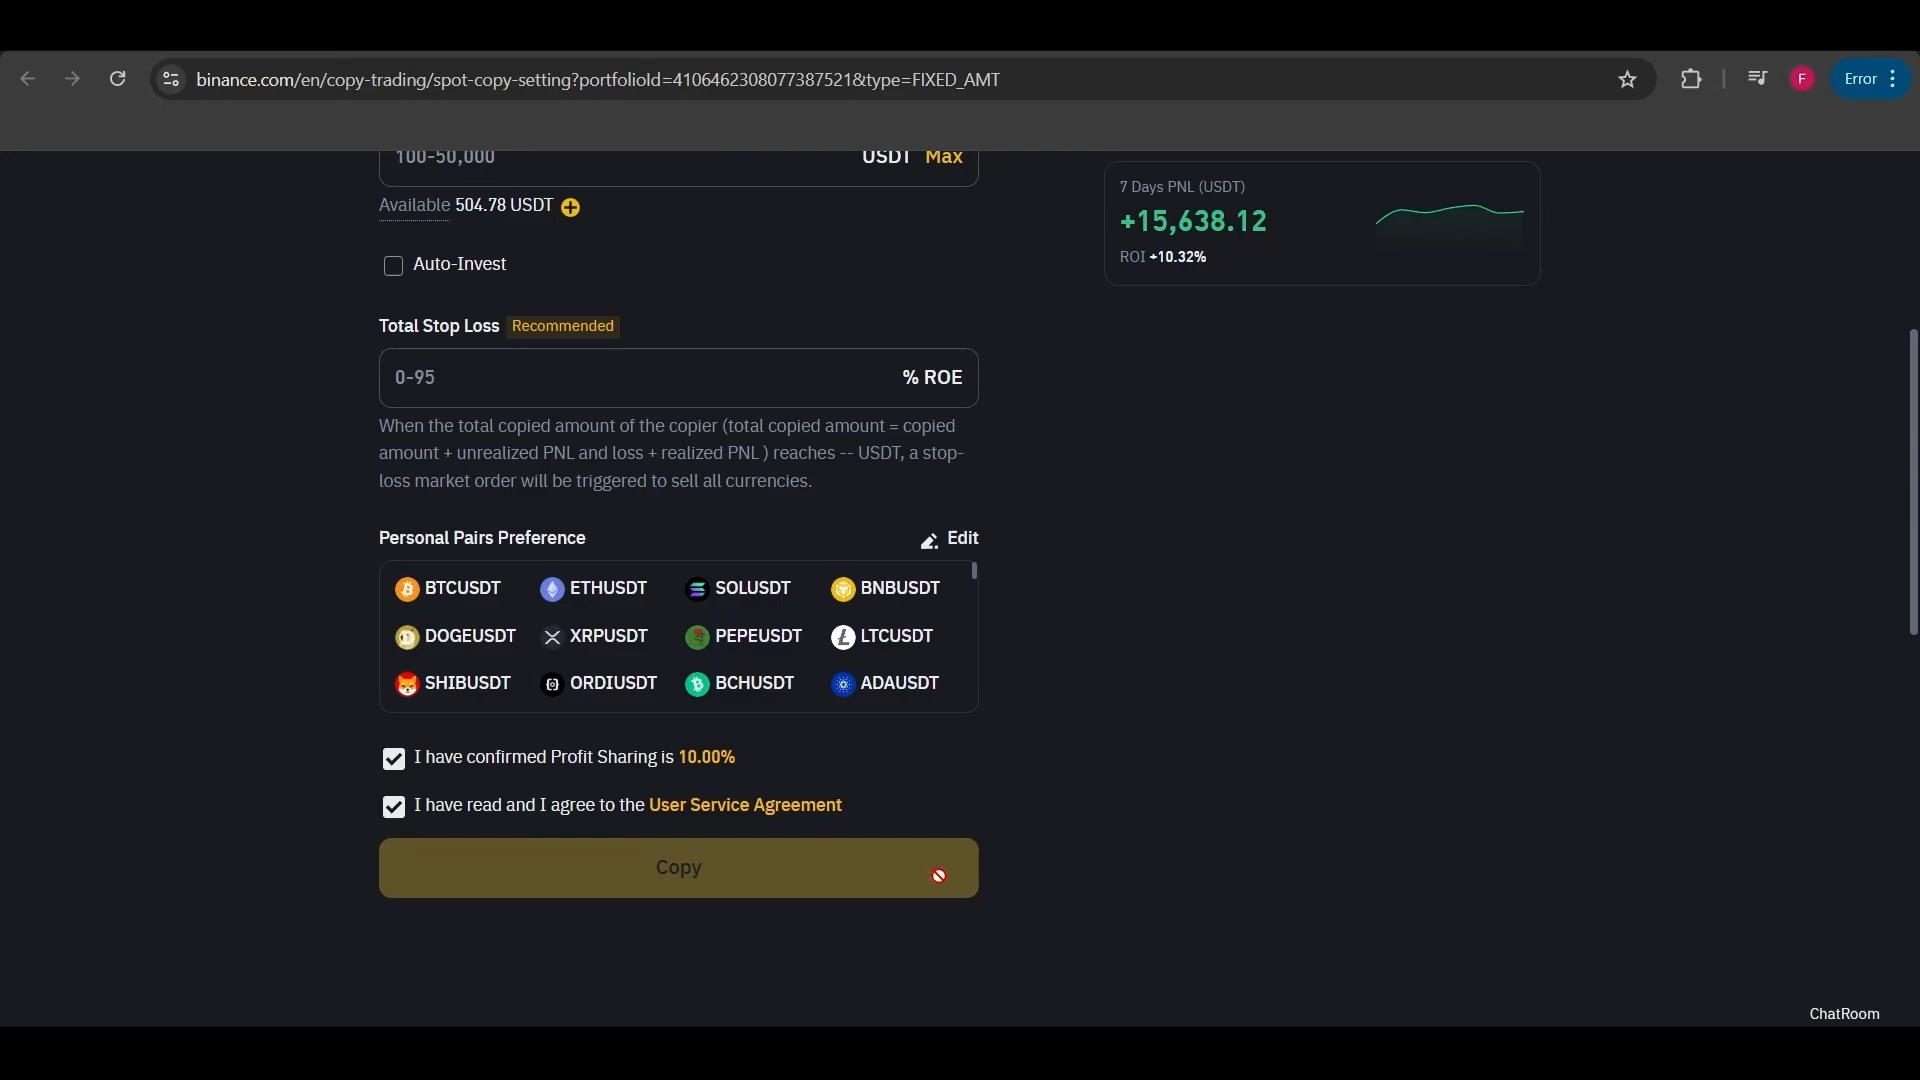 binance.com/en/copy-trading/spot-copy-setting?portfolioId=4106462308077387521&type=FIXED_AMT
F
Error
100-50,000 USDT Max
Available 504.78 USDT
Auto-Invest
Total Stop Loss Recommended
0-95 % ROE
When the total copied amount of the copier (total copied amount = copied
amount + unrealized PNL and loss + realized PNL ) reaches -- USDT, a stop-
loss market order will be triggered to sell all currencies.
Personal Pairs Preference Edit
BTCUSDT ETHUSDT SOLUSDT BNBUSDT
DOGEUSDT XRPUSDT PEPEUSDT LTCUSDT
SHIBUSDT ORDIUSDT BCHUSDT ADAUSDT
I have confirmed Profit Sharing is 10.00%
I have read and I agree to the User Service Agreement
Copy
7 Days PNL (USDT)
+15,638.12
ROI +10.32%
ChatRoom